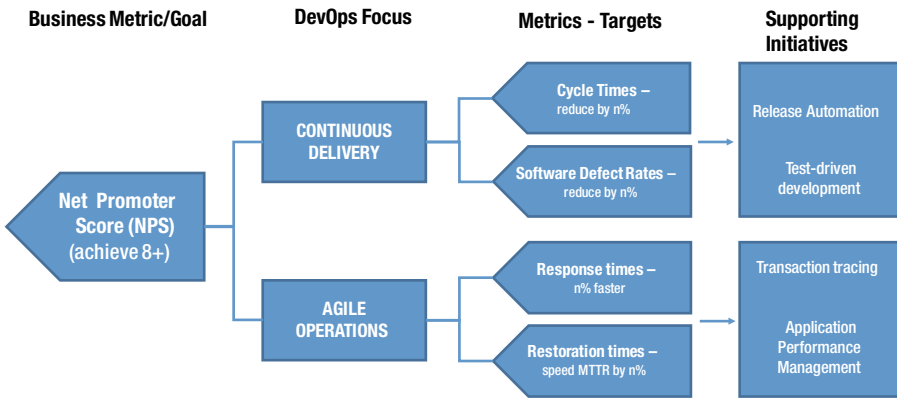 Business Metric/Goal
DevOps Focus
Metrics - Targets
Supporting
Initiatives
Net Promoter
Score (NPS)
(achieve 8+)
CONTINUOUS
DELIVERY
AGILE
OPERATIONS
Cycle Times –
reduce by n%
Software Defect Rates –
reduce by n%
Response times –
n% faster
Restoration times –
speed MTTR by n%
Release Automation
Test-driven
development
Transaction tracing
Application
Performance
Management